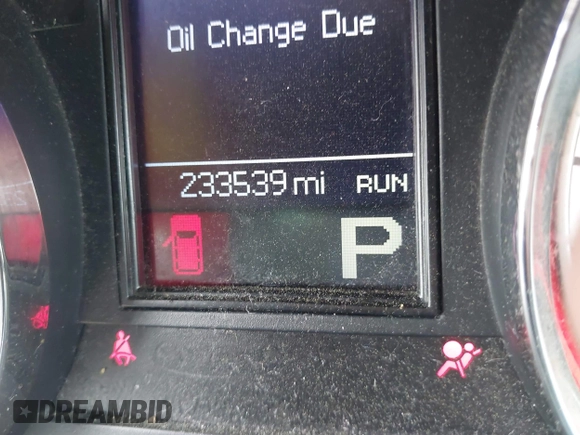 Oil Change Due
233539 mi RUN
P
DREAMBID